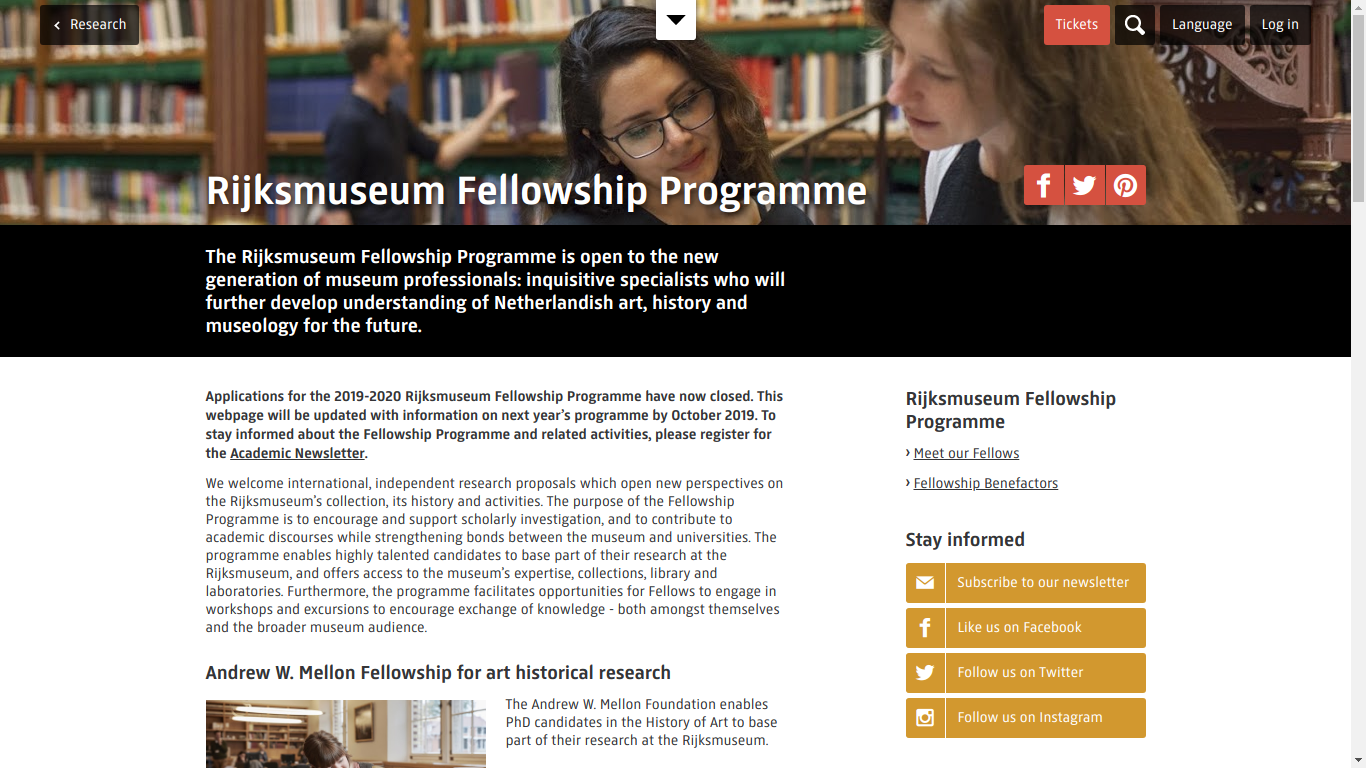 Research
Tickets
Language
Log in
Rijksmuseum Fellowship Programme
The Rijksmuseum Fellowship Programme is open to the new
generation of museum professionals: inquisitive specialists who will
further develop understanding of Netherlandish art, history and
museology for the future.
Applications for the 2019-2020 Rijksmuseum Fellowship Programme have now closed. This
webpage will be updated with information on next year's programme by October 2019. To
stay informed about the Fellowship Programme and related activities, please register for
the Academic Newsletter.
We welcome international, independent research proposals which open new perspectives on
the Rijksmuseum's collection, its history and activities. The purpose of the Fellowship
Programme is to encourage and support scholarly investigation, and to contribute to
academic discourses while strengthening bonds between the museum and universities. The
programme enables highly talented candidates to base part of their research at the
Rijksmuseum, and offers access to the museum's expertise, collections, library and
laboratories. Furthermore, the programme facilitates opportunities for Fellows to engage in
workshops and excursions to encourage exchange of knowledge - both amongst themselves
and the broader museum audience.
Andrew W. Mellon Fellowship for art historical research
The Andrew W. Mellon Foundation enables
PhD candidates in the History of Art to base
part of their research at the Rijksmuseum.
Rijksmuseum Fellowship
Programme
› Meet our Fellows
› Fellowship Benefactors
Stay informed
Subscribe to our newsletter
Like us on Facebook
Follow us on Twitter
Follow us on Instagram